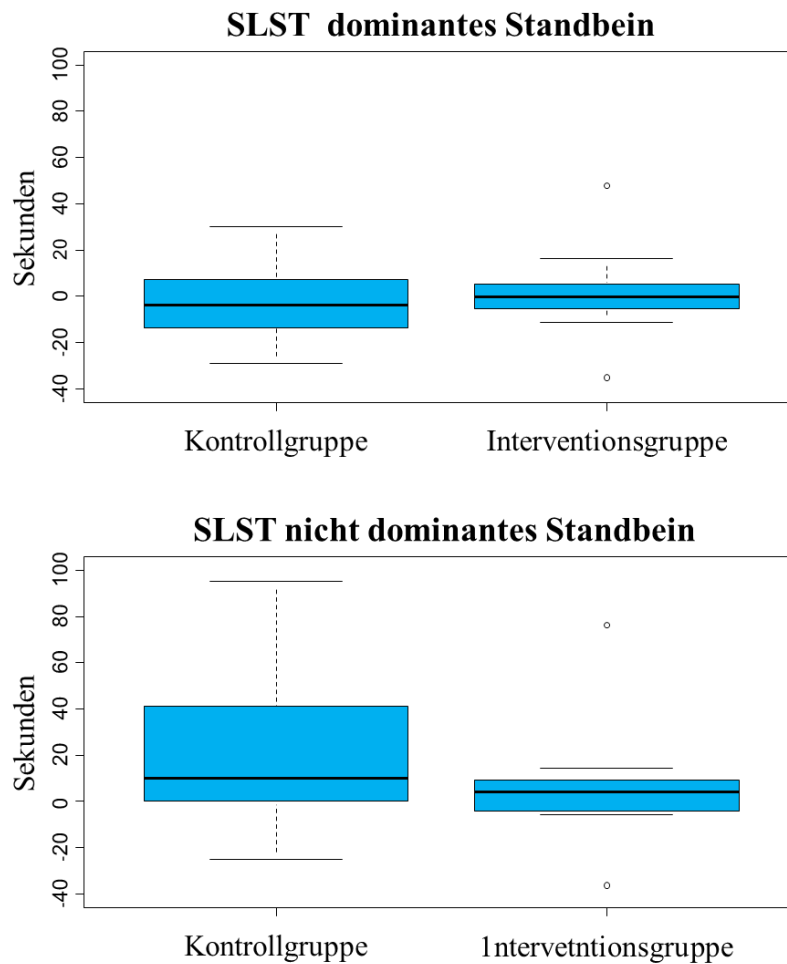 SLST dominantes Standbein
100
80
60
40
20
0
-20
-40
Sekunden
Kontrollgruppe Interventionsgruppe
SLST nicht dominantes Standbein
100
80
60
40
20
0
-20
-40
Sekunden
Kontrollgruppe 1ntervetntionsgruppe